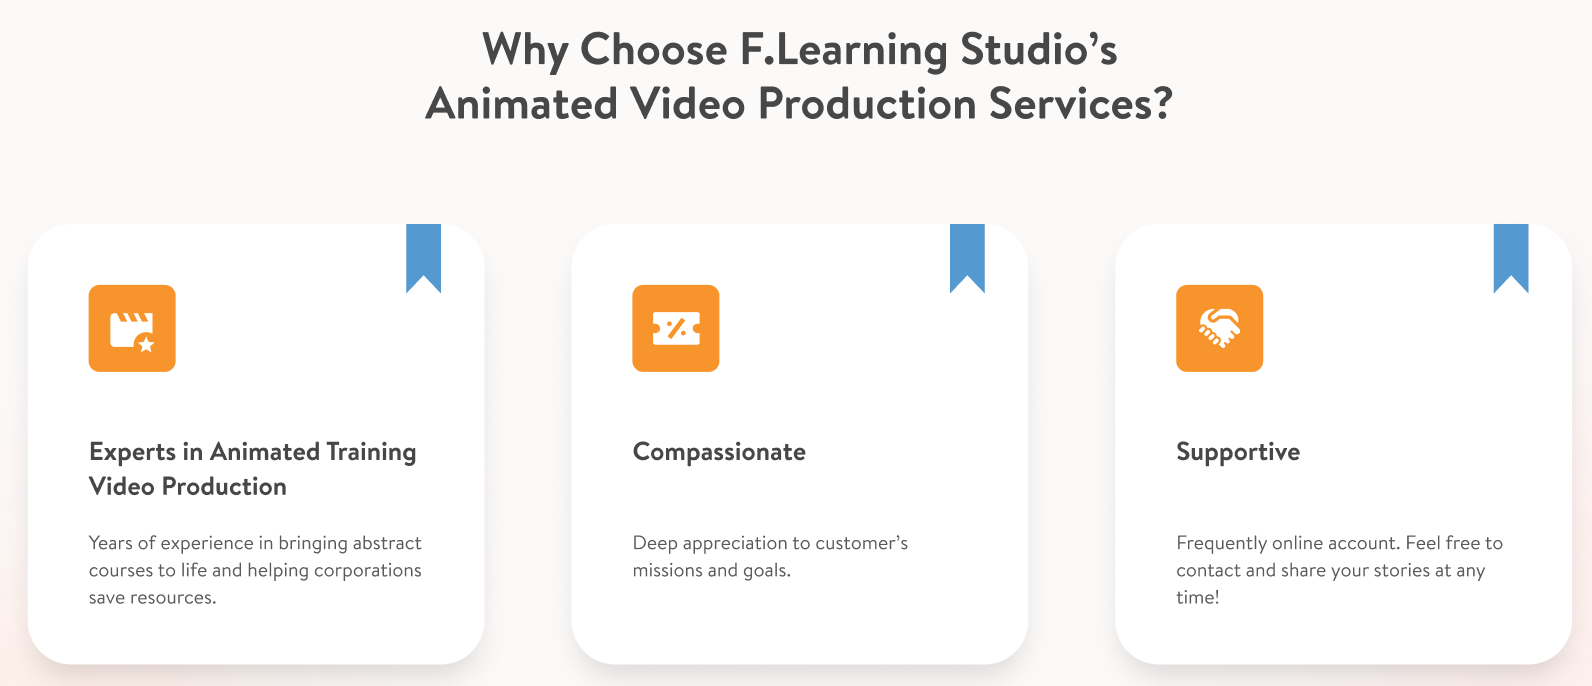 Why Choose F.Learning Studio’s
Animated Video Production Services?
Experts in Animated Training
Video Production
Years of experience in bringing abstract
courses to life and helping corporations
save resources.
Compassionate
Deep appreciation to customer’s
missions and goals.
Supportive
Frequently online account. Feel free to
contact and share your stories at any
time!